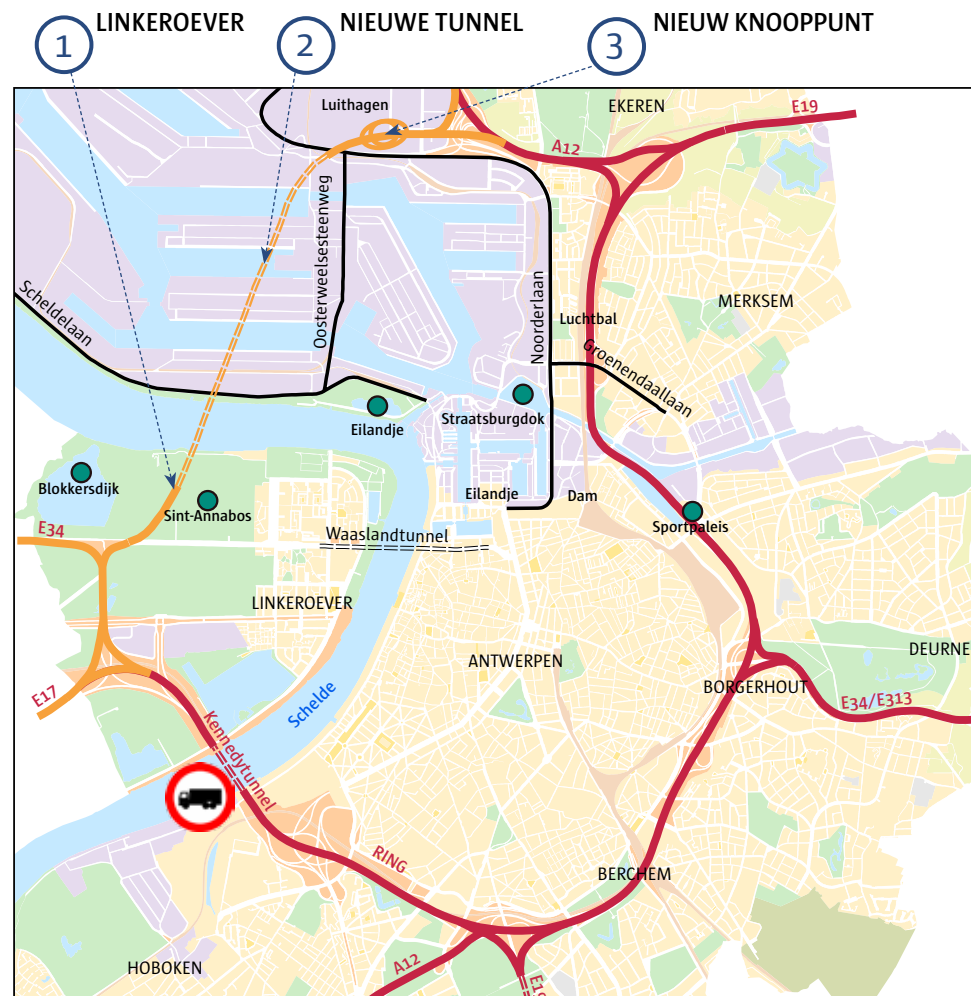 LINKEROEVER
NIEUWE TUNNEL
NIEUW KNOOPPUNT
1
2
3
Luithagen
EKEREN
E19
A12
Oosterweelsesteenweg
Scheldelaan
Noorderlaan
MERKSEM
Luchtbal
Groenendaallaan
Eilandje
Straatsburgdok
Blokkersdijk
Sint-Annabos
Eilandje
Dam
Sportpaleis
E34
Waaslandtunnel
LINKEROEVER
ANTWERPEN
DEURNE
BORGERHOUT
E17
Schelde
E34/E313
Kennedytunnel
RING
BERCHEM
HOBOKEN
A12